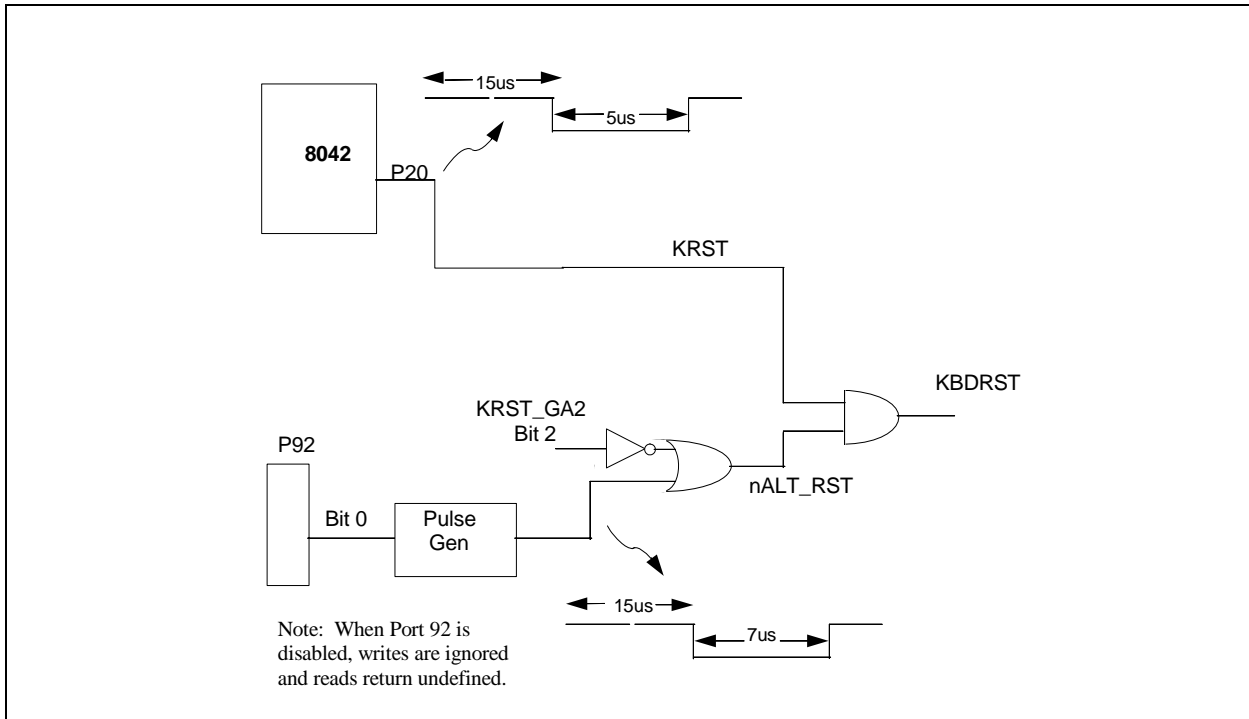 15us
5us
8042
P20
KRST
KBDRST
KRST_GA2
Bit 2
P92
nALT_RST
Bit 0
Pulse
Gen
15us
7us
Note: When Port 92 is
disabled, writes are ignored
and reads return undefined.